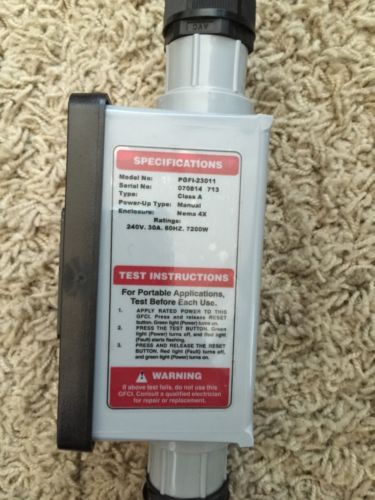 SPECIFICATIONS
Model No: PGFI-23011
Serial No: 070814 713
Type: Class A
Power-Up Type: Manual
Enclosure: Nema 4X
Ratings:
240V. 30A. 60HZ. 7200W
TEST INSTRUCTIONS
For Portable Applications,
Test Before Each Use.
1. APPLY RATED POWER TO THIS
GFCI. Press and release RESET
button. Green light (Power) turns on.
2. PRESS THE TEST BUTTON. Green
light (Power) turns off, and Red light
(Fault) starts flashing.
3. PRESS AND RELEASE THE RESET
BUTTON. Red light (Fault) turns off,
and green light (Power) turns on.
WARNING
If above test fails, do not use this
GFCI. Consult a qualified electrician
for repair or replacement.